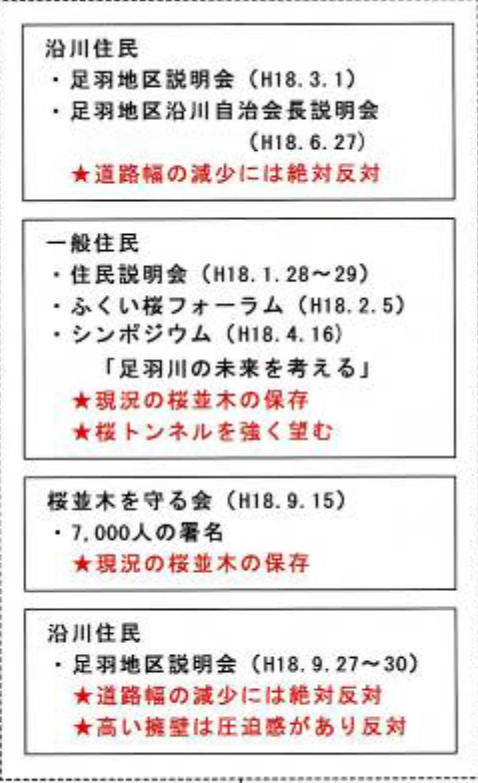 沿川住民
・足羽地区説明会（H18.3.1）
・足羽地区沿川自治会長説明会
（H18.6.27）
★道路幅の減少には絶対反対
一般住民
・住民説明会（H18.1.28～29）
・ふくい桜フォーラム（H18.2.5）
・シンポジウム（H18.4.16）
「足羽川の未来を考える」
★現況の桜並木の保存
★桜トンネルを強く望む
桜並木を守る会（H18.9.15）
・7,000人の署名
★現況の桜並木の保存
沿川住民
・足羽地区説明会（H18.9.27～30）
★道路幅の減少には絶対反対
★高い擁壁は圧迫感があり反対